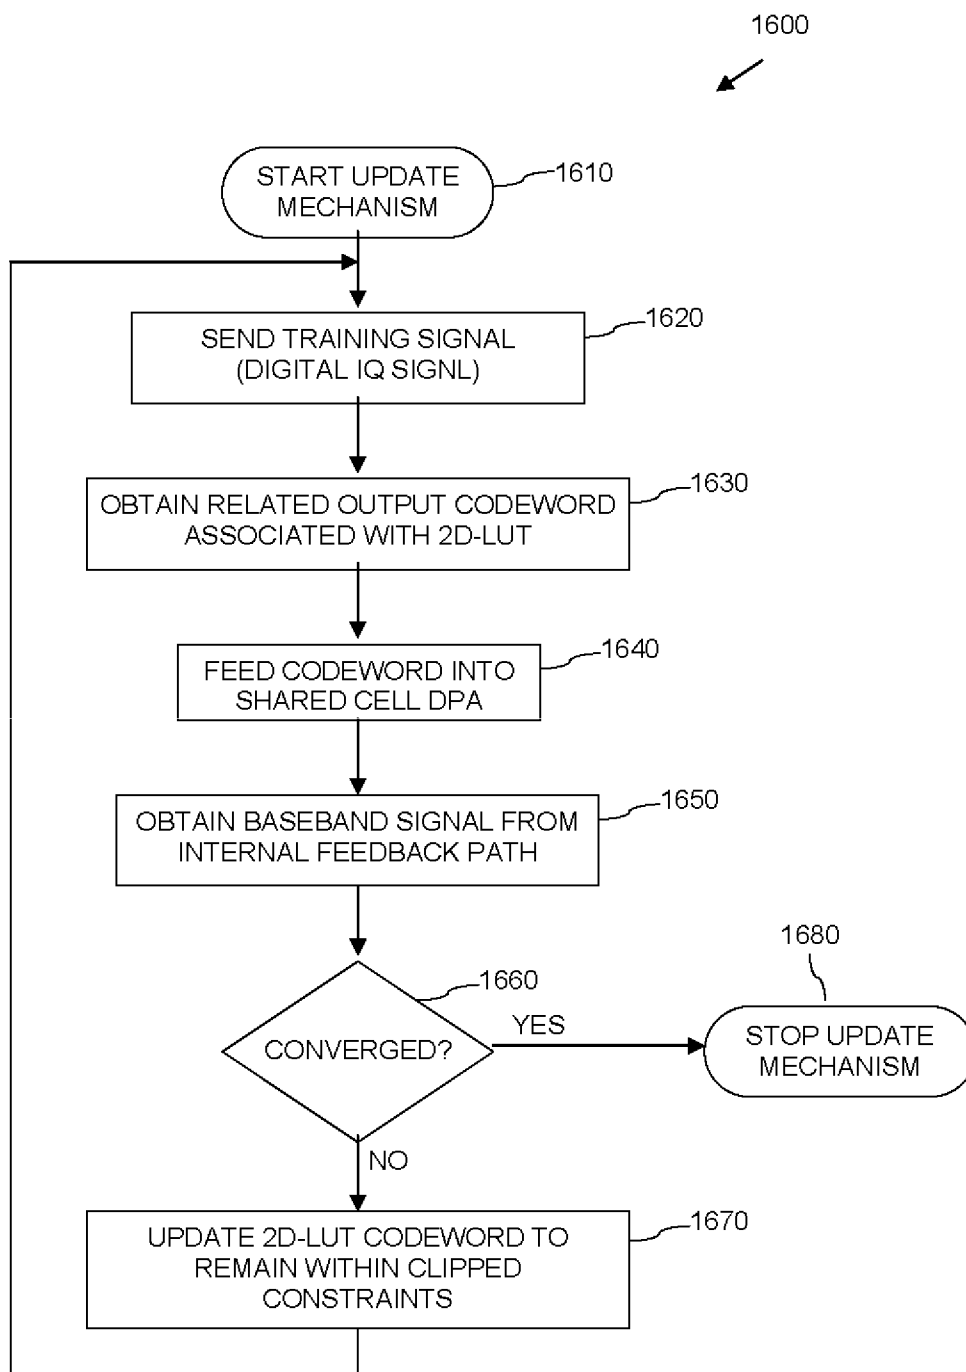 1600
START UPDATE
MECHANISM
1610
SEND TRAINING SIGNAL
(DIGITAL IQ SIGNL)
1620
OBTAIN RELATED OUTPUT CODEWORD
ASSOCIATED WITH 2D-LUT
1630
FEED CODEWORD INTO
SHARED CELL DPA
1640
OBTAIN BASEBAND SIGNAL FROM
INTERNAL FEEDBACK PATH
1650
CONVERGED?
1660
YES
STOP UPDATE
MECHANISM
1680
NO
UPDATE 2D-LUT CODEWORD TO
REMAIN WITHIN CLIPPED
CONSTRAINTS
1670